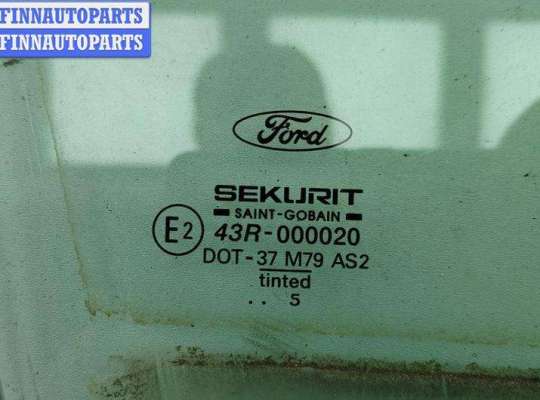 FINNAUTOPARTS
FINNAUTOPARTS
Ford
SEKURIT
SAINT-GOBAIN
E2 43R-000020
DOT-37 M79 AS2
tinted
. . 5